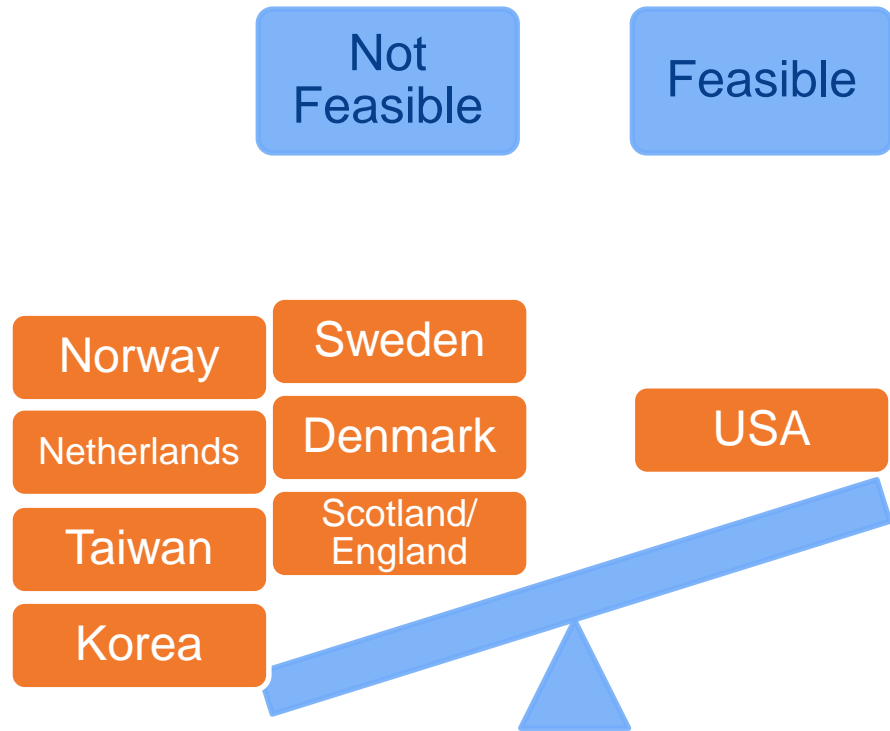 Not
Feasible
Feasible
Norway
Netherlands
Taiwan
Korea
Sweden
Denmark
Scotland/
England
USA